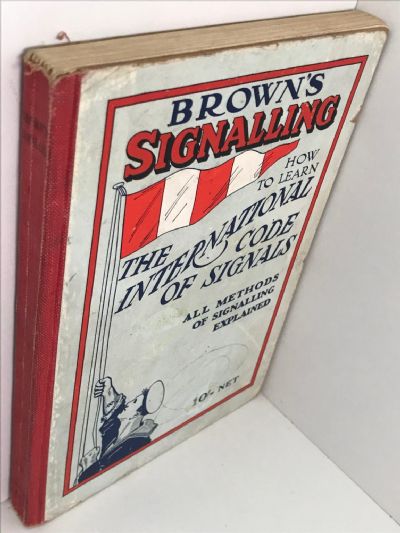 BROWN'S
SIGNALLING
HOW
TO LEARN
THE
INTERNATIONAL
CODE
OF SIGNALS
ALL METHODS
OF SIGNALLING
EXPLAINED
10/- NET